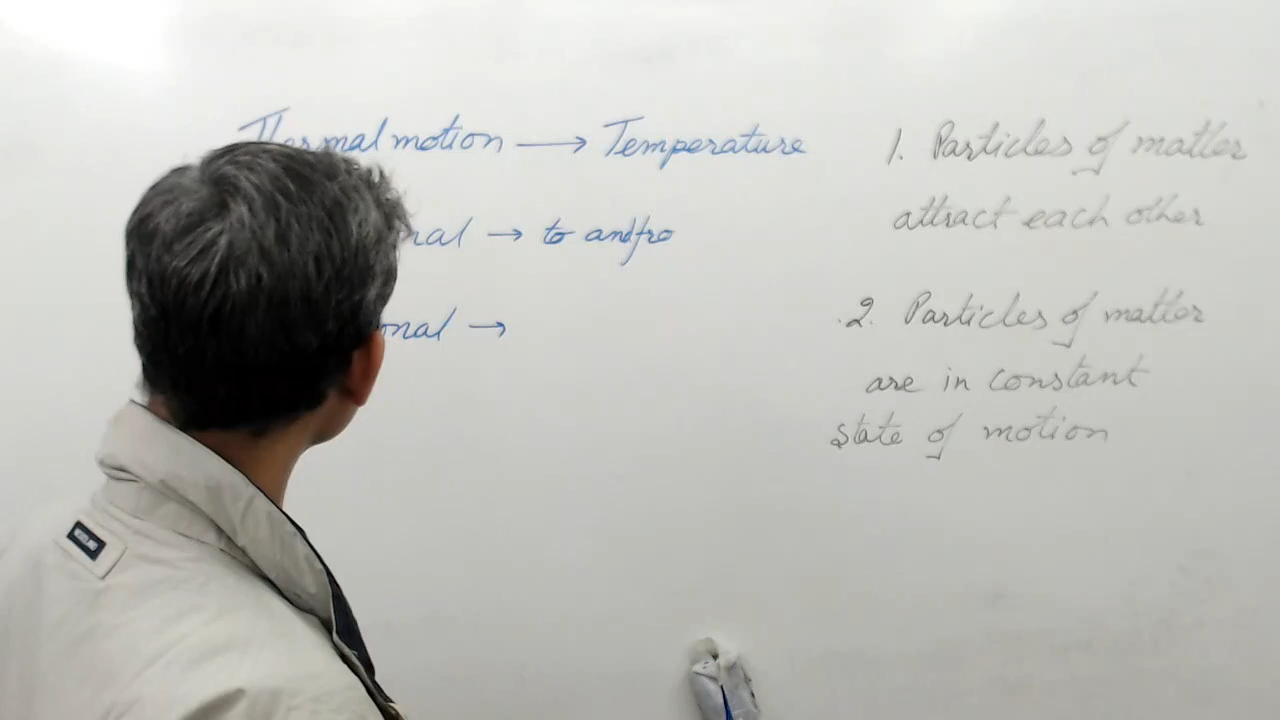 Thermal motion → Temperature
nal → to and fro
onal →
1. Particles of matter
attract each other
2. Particles of matter
are in constant
state of motion